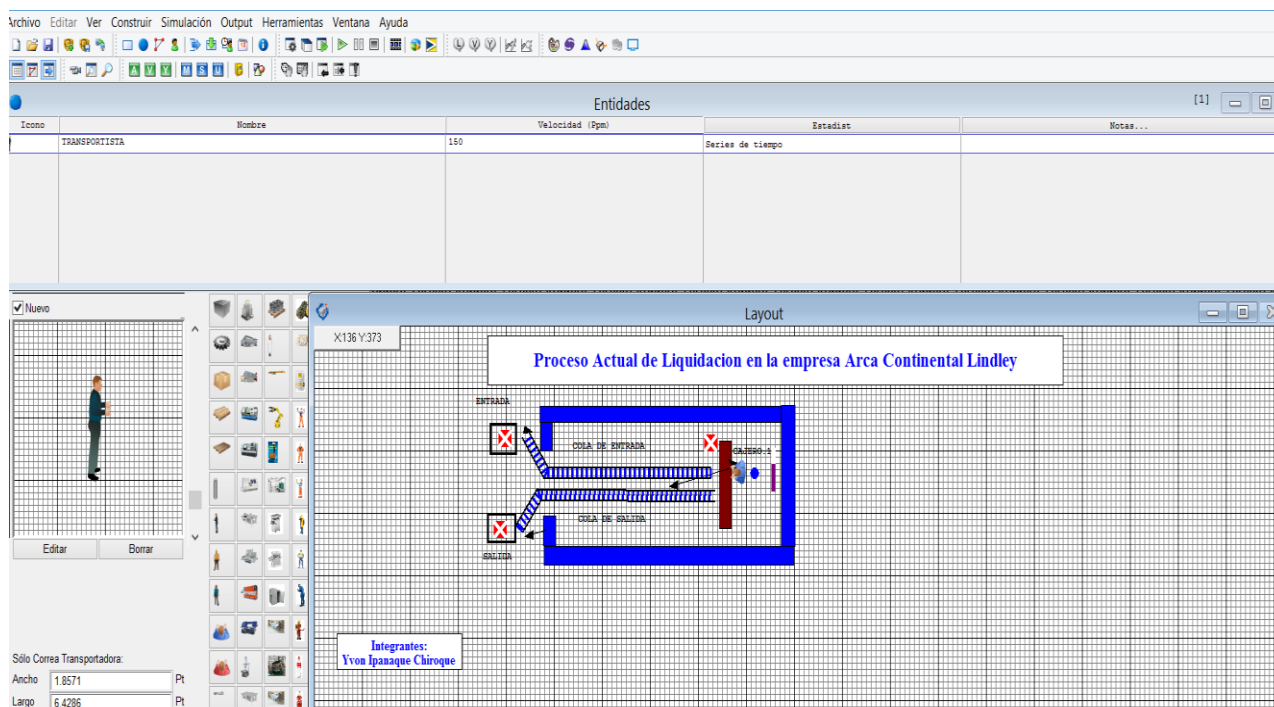 Archivo Editar Ver Construir Simulación Output Herramientas Ventana Ayuda
Entidades
[1]
Icono Nombre Velocidad (Ppm) Estadist Notas...
TRANSPORTISTA 150 Series de tiempo
Nuevo
Layout
X:136 Y:373
Proceso Actual de Liquidacion en la empresa Arca Continental Lindley
ENTRADA
COLA DE ENTRADA
CAJERO.1
COLA DE SALIDA
SALIDA
Editar Borrar
Integrantes:
Yvon Ipanaque Chiroque
Sólo Correa Transportadora:
Ancho 1.8571 Pt
Largo 6.4286 Pt